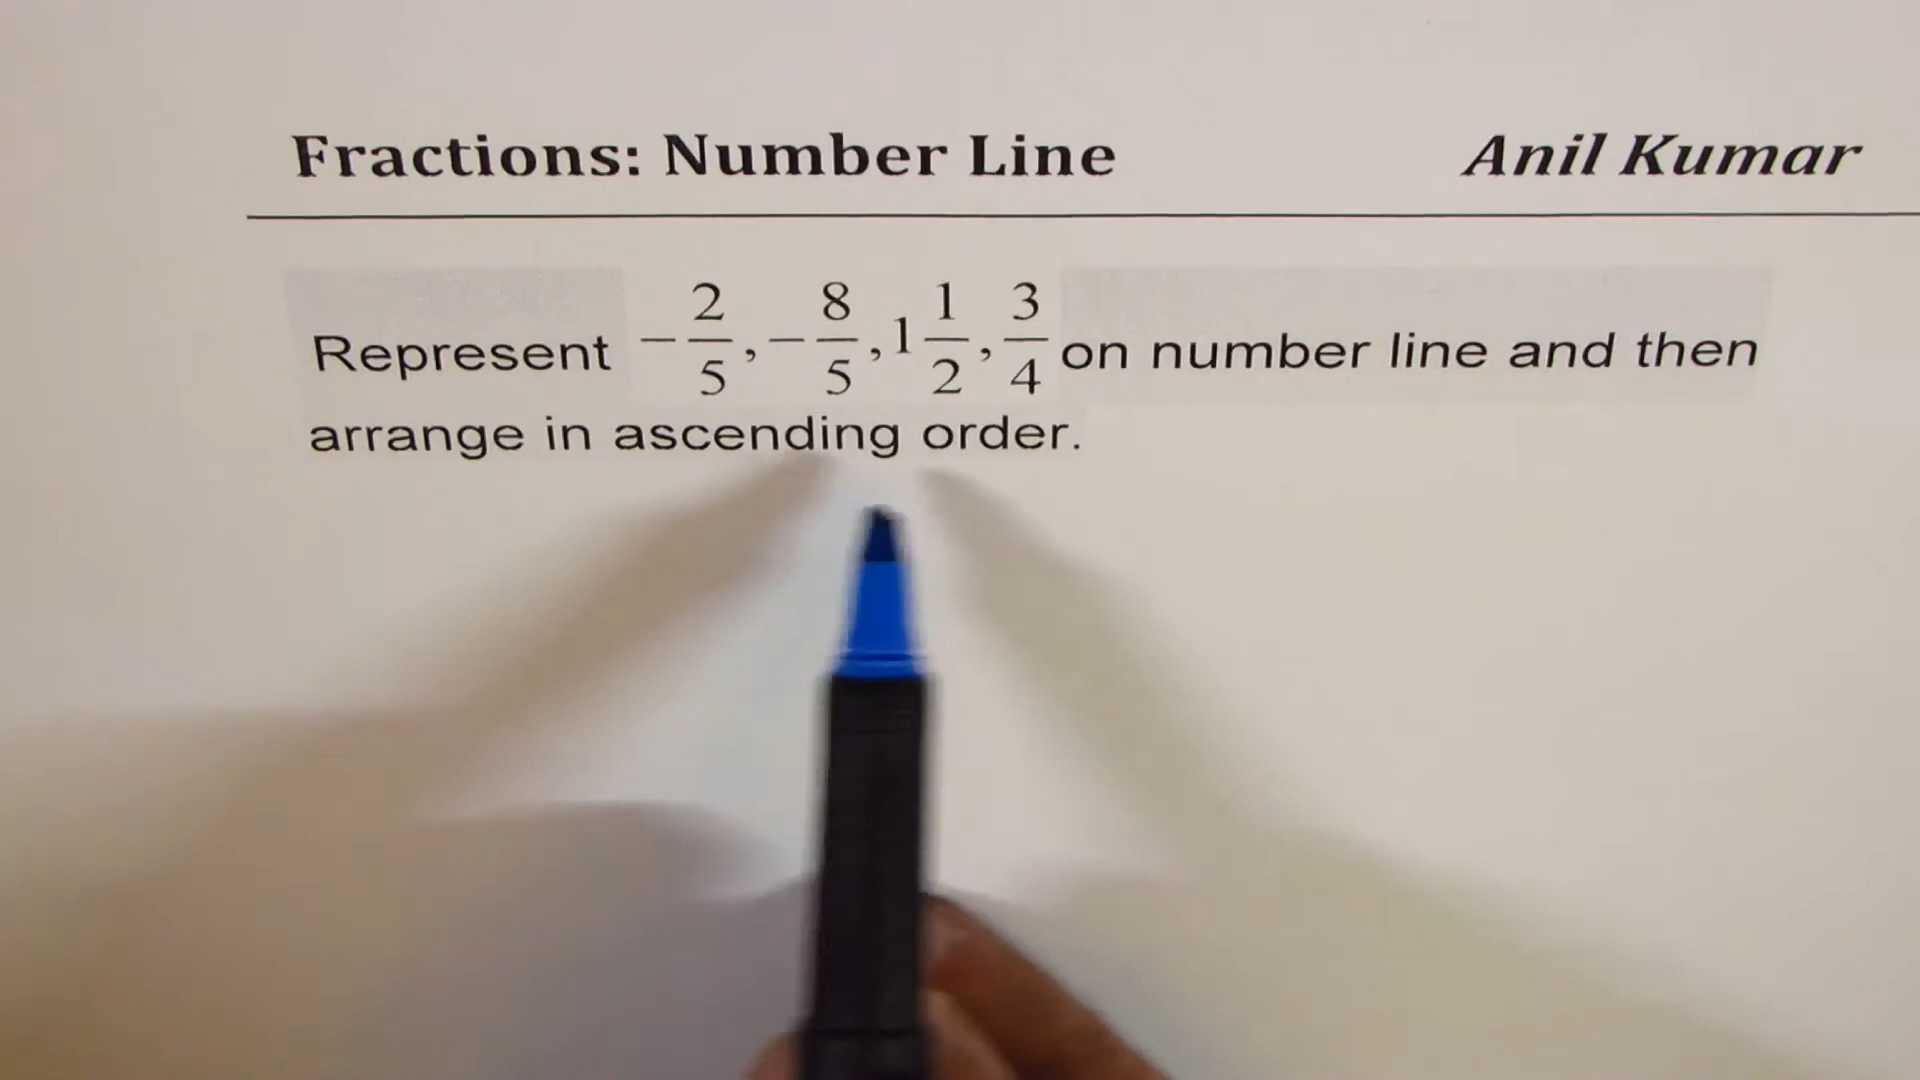 Fractions: Number Line Anil Kumar
Represent −2/5, −8/5, 1 1/2, 3/4 on number line and then
arrange in ascending order.